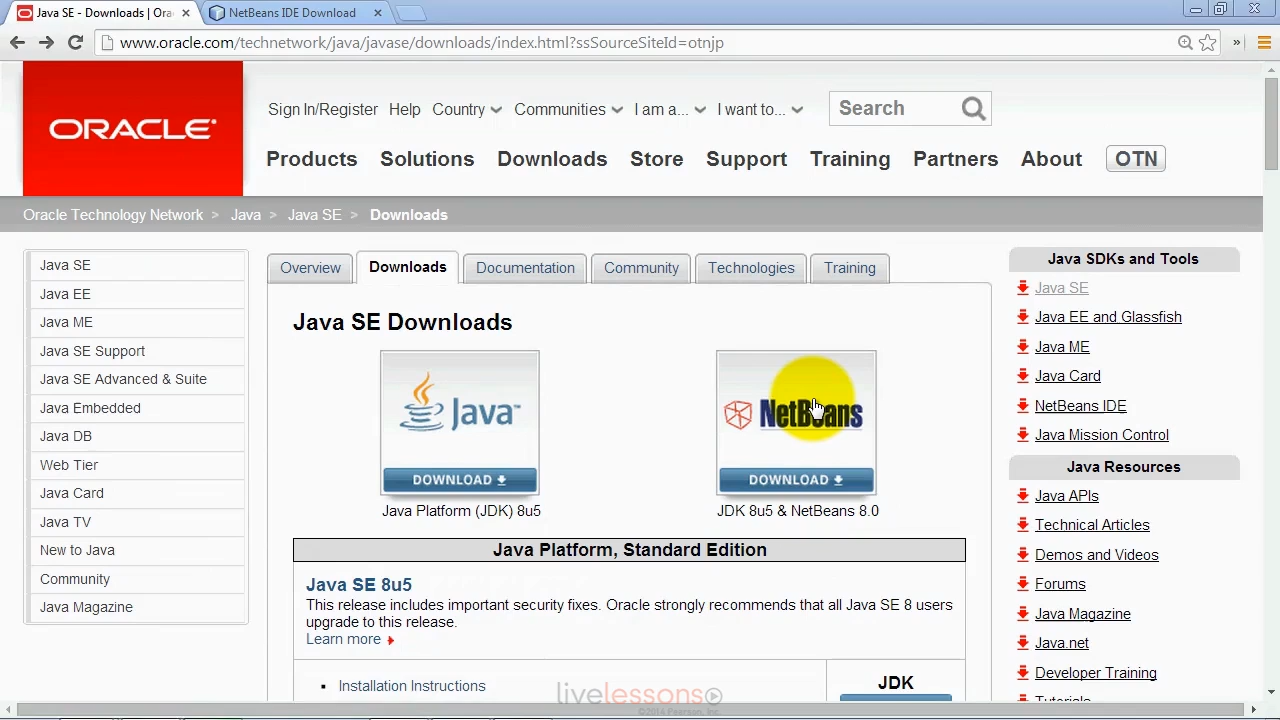 Java SE - Downloads | Ora
NetBeans IDE Download
www.oracle.com/technetwork/java/javase/downloads/index.html?ssSourceSiteId=otnjp
ORACLE
Sign In/Register
Help
Country
Communities
I am a...
I want to...
Search
Products
Solutions
Downloads
Store
Support
Training
Partners
About
OTN
Oracle Technology Network > Java > Java SE > Downloads
Java SE
Java EE
Java ME
Java SE Support
Java SE Advanced & Suite
Java Embedded
Java DB
Web Tier
Java Card
Java TV
New to Java
Community
Java Magazine
Overview
Downloads
Documentation
Community
Technologies
Training
Java SE Downloads
Java
DOWNLOAD
Java Platform (JDK) 8u5
NetBeans
DOWNLOAD
JDK 8u5 & NetBeans 8.0
Java Platform, Standard Edition
Java SE 8u5
This release includes important security fixes. Oracle strongly recommends that all Java SE 8 users
upgrade to this release.
Learn more
Installation Instructions
JDK
Java SDKs and Tools
Java SE
Java EE and Glassfish
Java ME
Java Card
NetBeans IDE
Java Mission Control
Java Resources
Java APIs
Technical Articles
Demos and Videos
Forums
Java Magazine
Java.net
Developer Training
Tutorials
livelessons
©2014 Pearson, Inc.